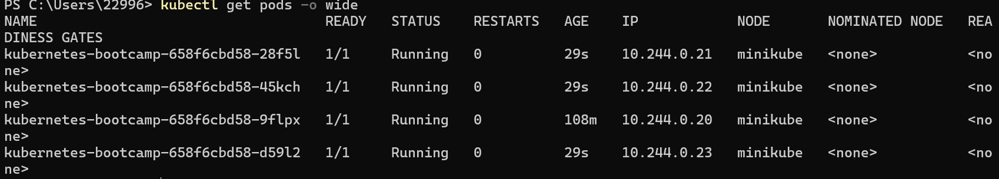 PS C:\Users\22996> kubectl get pods -o wide
NAME                                   READY   STATUS    RESTARTS   AGE    IP            NODE       NOMINATED NODE   REA
DINESS GATES
kubernetes-bootcamp-658f6cbd58-28f5l   1/1     Running   0          29s    10.244.0.21   minikube   <none>           <no
ne>
kubernetes-bootcamp-658f6cbd58-45kch   1/1     Running   0          29s    10.244.0.22   minikube   <none>           <no
ne>
kubernetes-bootcamp-658f6cbd58-9flpx   1/1     Running   0          108m   10.244.0.20   minikube   <none>           <no
ne>
kubernetes-bootcamp-658f6cbd58-d59l2   1/1     Running   0          29s    10.244.0.23   minikube   <none>           <no
ne>